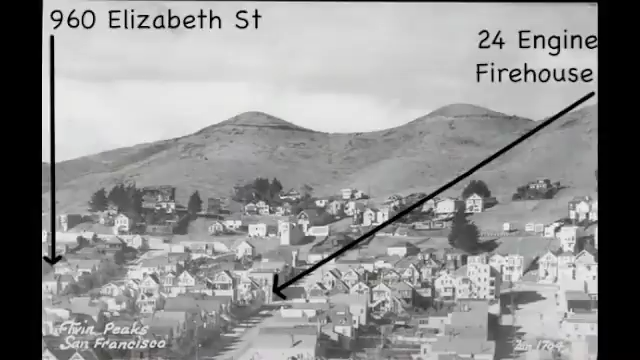 960 Elizabeth St
24 Engine
Firehouse
Twin Peaks
San Francisco